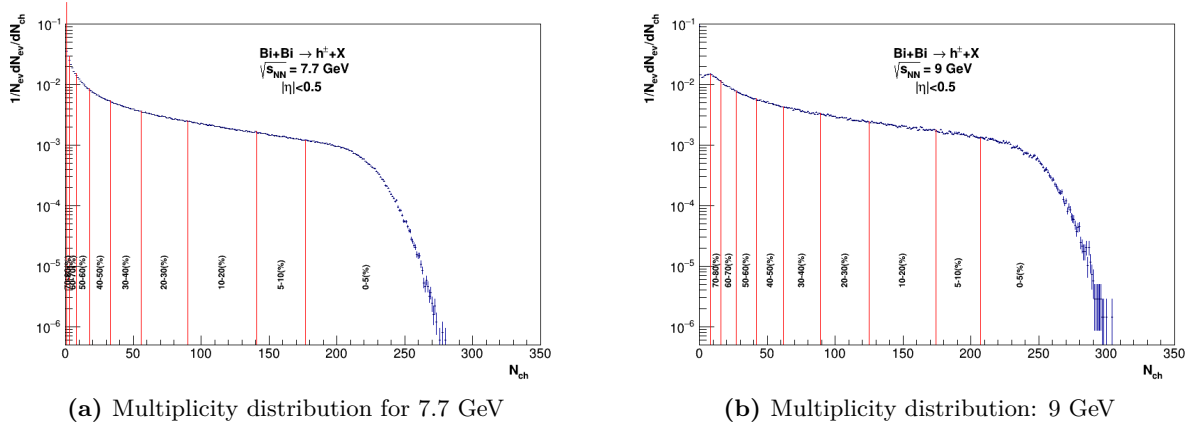 1/N_ev dN_ev/dN_ch
10⁻¹
10⁻²
10⁻³
10⁻⁴
10⁻⁵
10⁻⁶
Bi+Bi → h±+X
√s_NN = 7.7 GeV
|η|<0.5
60-70(%)
50-60(%)
40-50(%)
30-40(%)
20-30(%)
10-20(%)
5-10(%)
0-5(%)
0 50 100 150 200 250 300 350
N_ch
(a) Multiplicity distribution for 7.7 GeV
1/N_ev dN_ev/dN_ch
10⁻¹
10⁻²
10⁻³
10⁻⁴
10⁻⁵
10⁻⁶
Bi+Bi → h±+X
√s_NN = 9 GeV
|η|<0.5
70-80(%)
60-70(%)
50-60(%)
40-50(%)
30-40(%)
20-30(%)
10-20(%)
5-10(%)
0-5(%)
0 50 100 150 200 250 300 350
N_ch
(b) Multiplicity distribution: 9 GeV